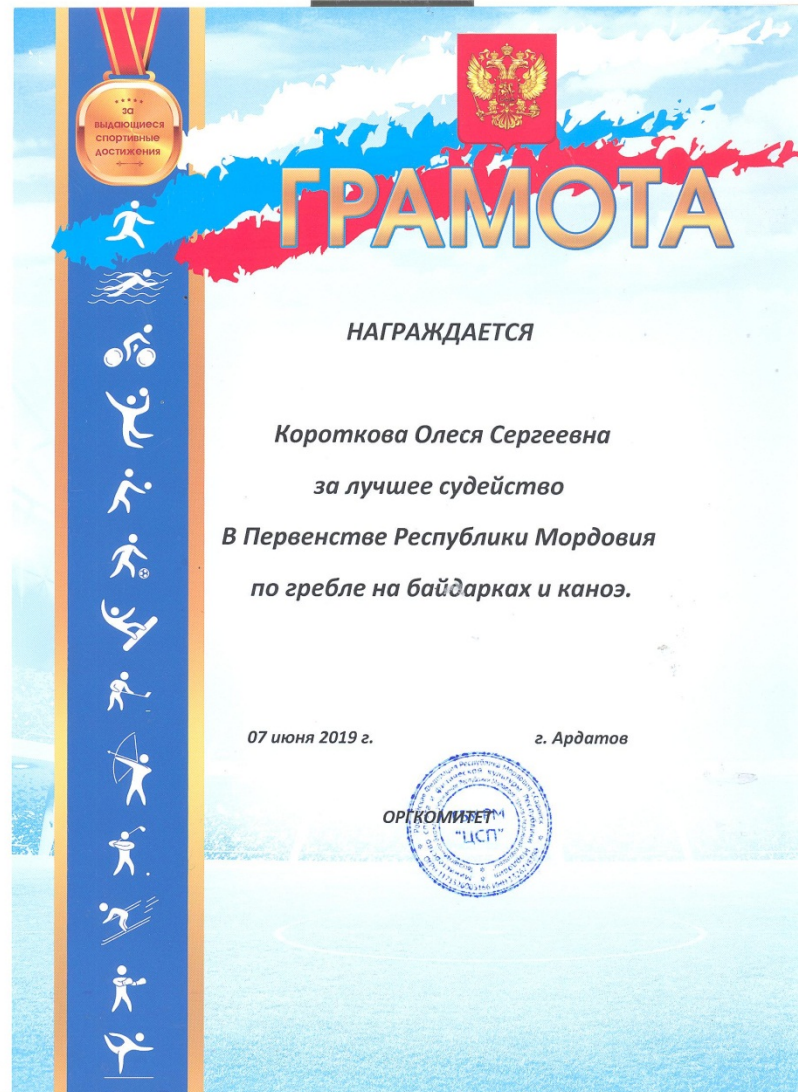 за
выдающиеся
спортивные
достижения
ГРАМОТА
НАГРАЖДАЕТСЯ
Короткова Олеся Сергеевна
за лучшее судейство
В Первенстве Республики Мордовия
по гребле на байдарках и каноэ.
07 июня 2019 г. г. Ардатов
ОРГКОМИТЕТ
"ЦСП"